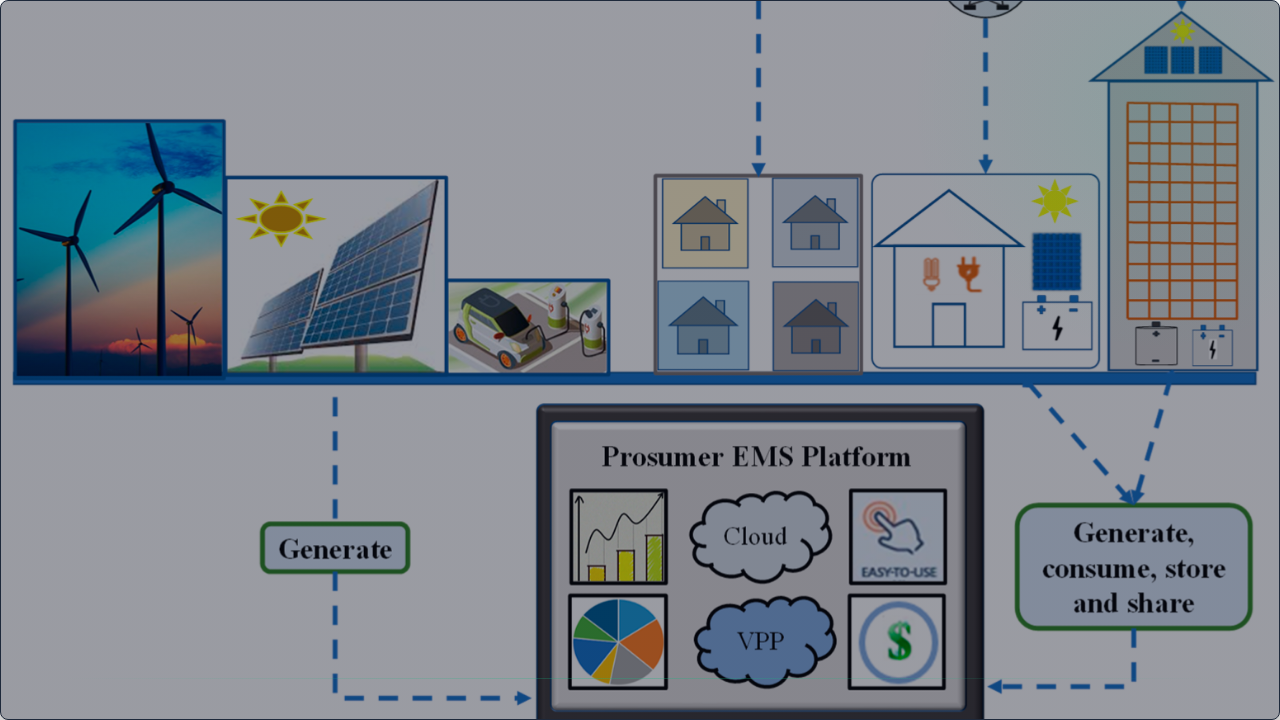 Prosumer EMS Platform
Cloud
EASY-TO-USE
VPP
$
Generate
Generate,
consume, store
and share